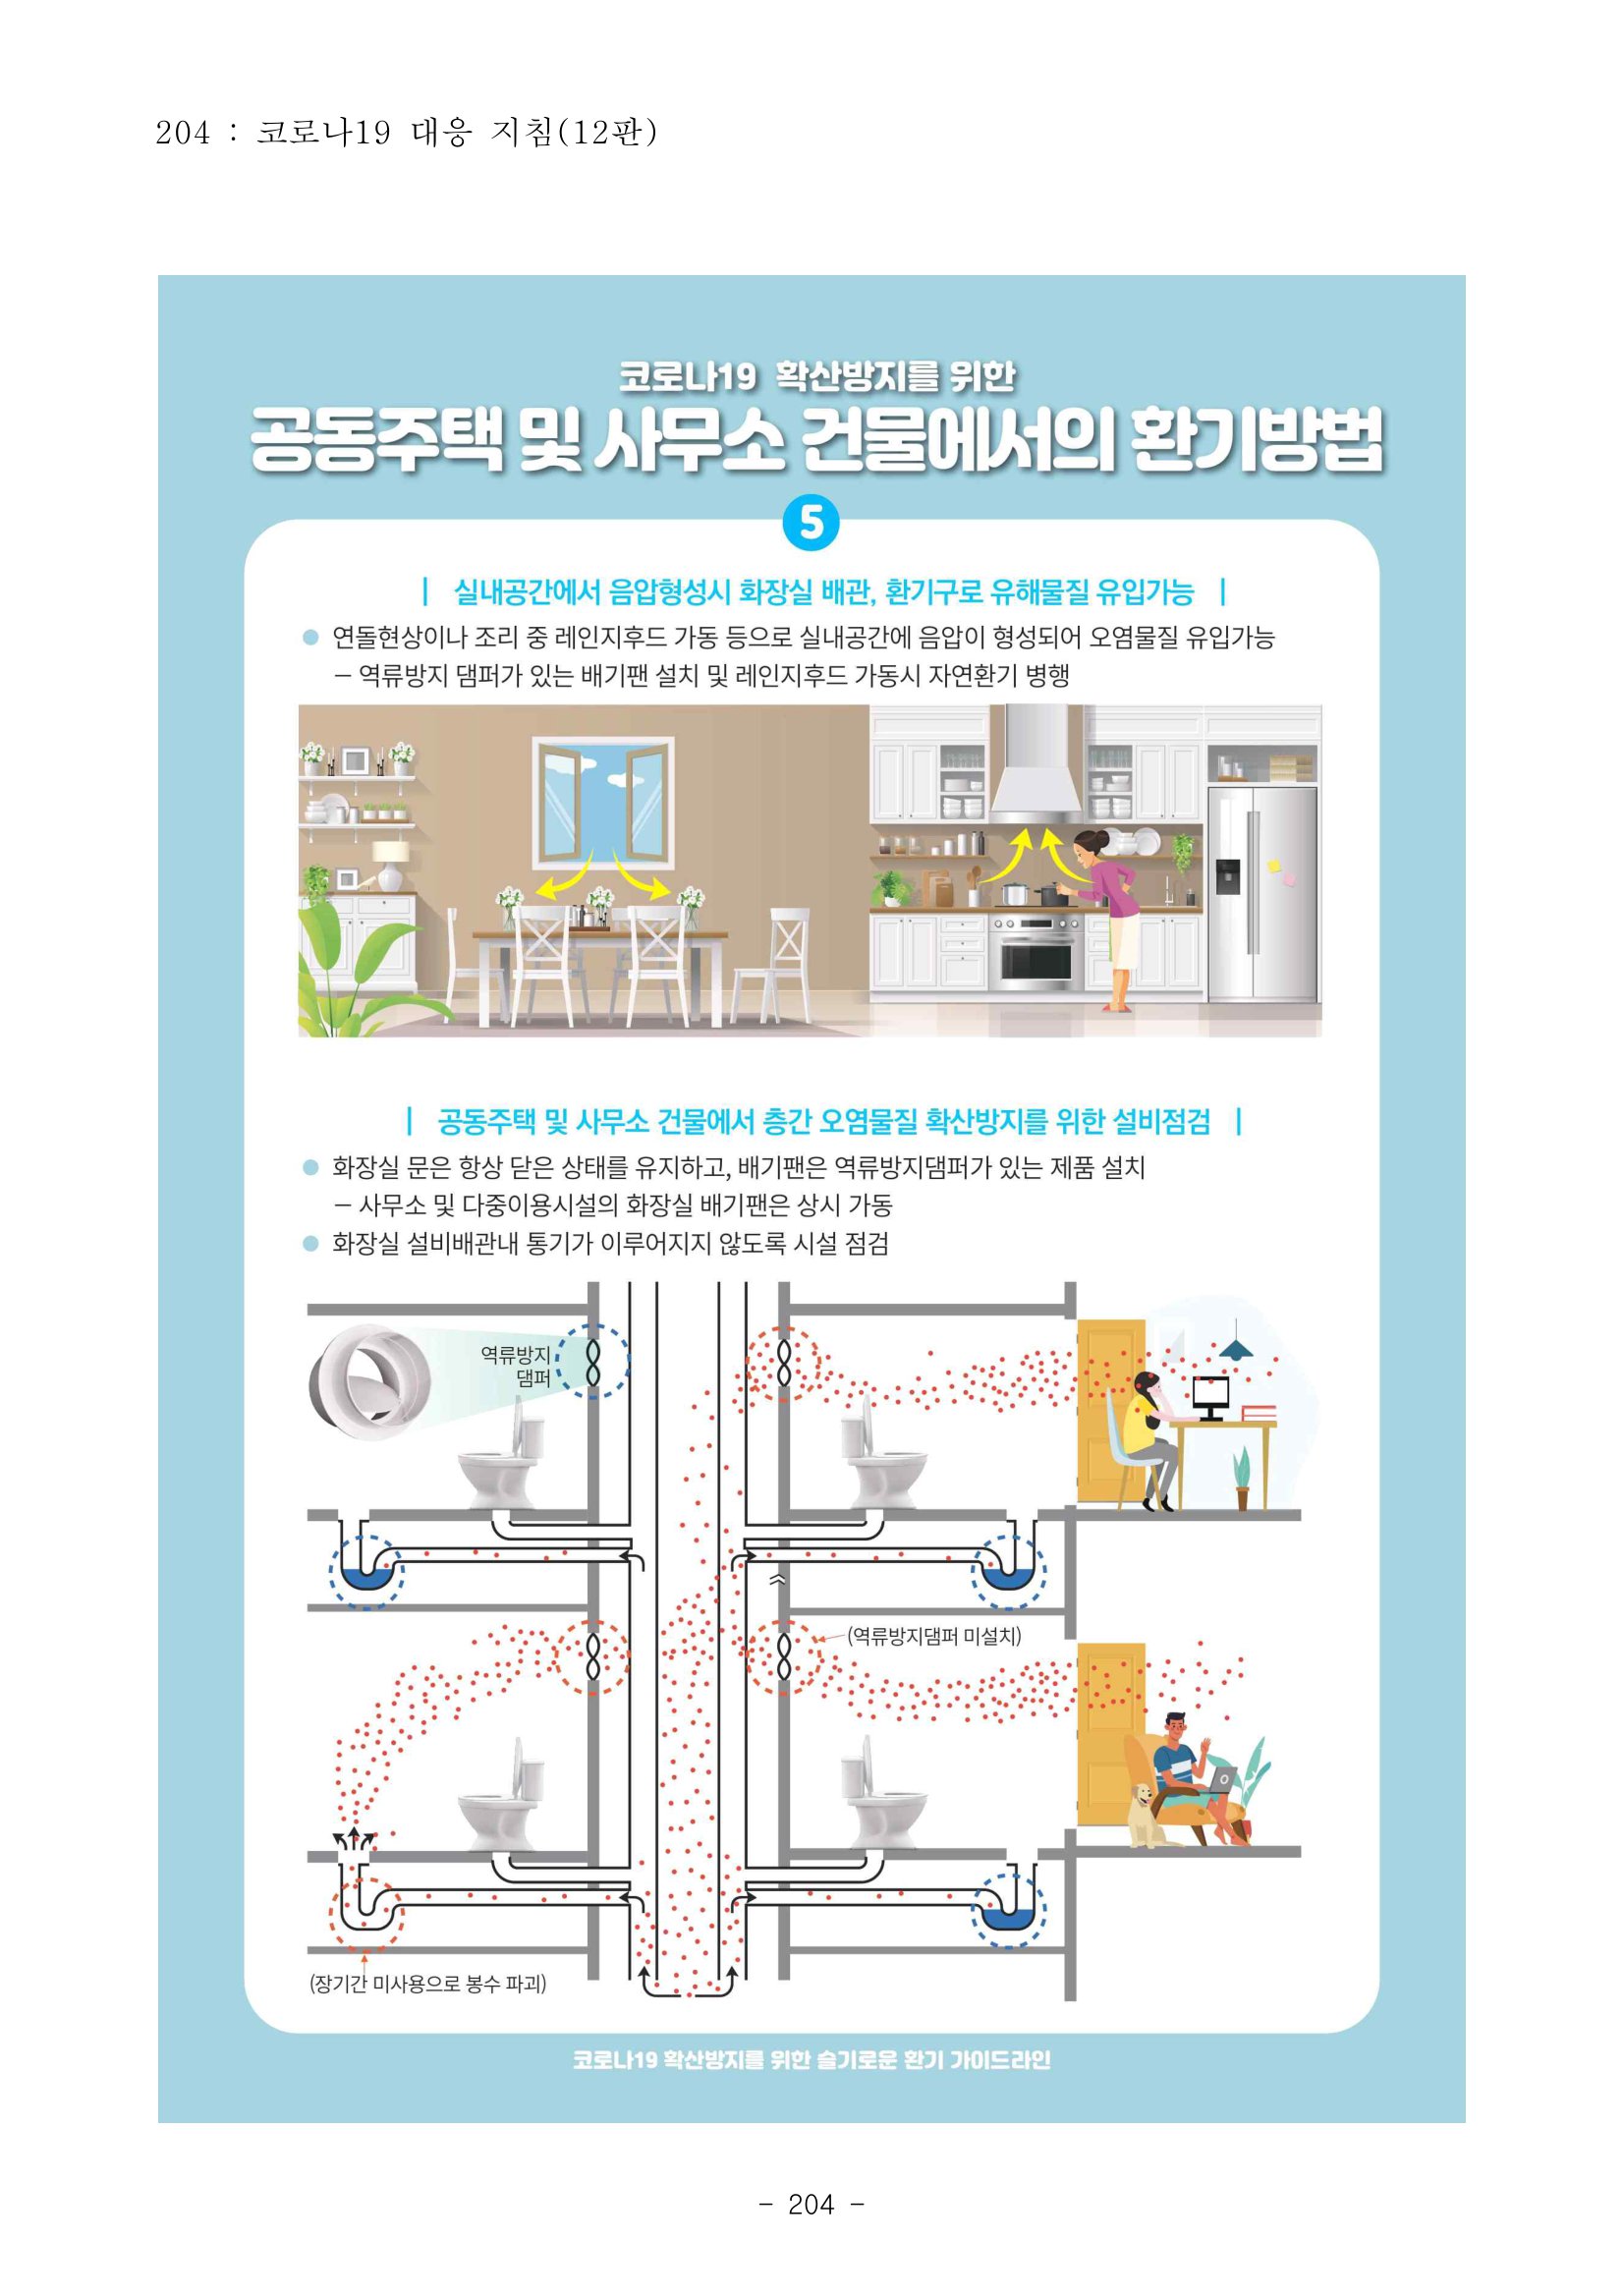 204 : 코로나19 대응 지침(12판)
코로나19 확산방지를 위한
공동주택 및 사무소 건물에서의 환기방법
5
| 실내공간에서 음압형성시 화장실 배관, 환기구로 유해물질 유입가능 |
● 연돌현상이나 조리 중 레인지후드 가동 등으로 실내공간에 음압이 형성되어 오염물질 유입가능
– 역류방지 댐퍼가 있는 배기팬 설치 및 레인지후드 가동시 자연환기 병행
| 공동주택 및 사무소 건물에서 층간 오염물질 확산방지를 위한 설비점검 |
● 화장실 문은 항상 닫은 상태를 유지하고, 배기팬은 역류방지댐퍼가 있는 제품 설치
– 사무소 및 다중이용시설의 화장실 배기팬은 상시 가동
● 화장실 설비배관내 통기가 이루어지지 않도록 시설 점검
역류방지
댐퍼
(역류방지댐퍼 미설치)
(장기간 미사용으로 봉수 파괴)
코로나19 확산방지를 위한 슬기로운 환기 가이드라인
- 204 -